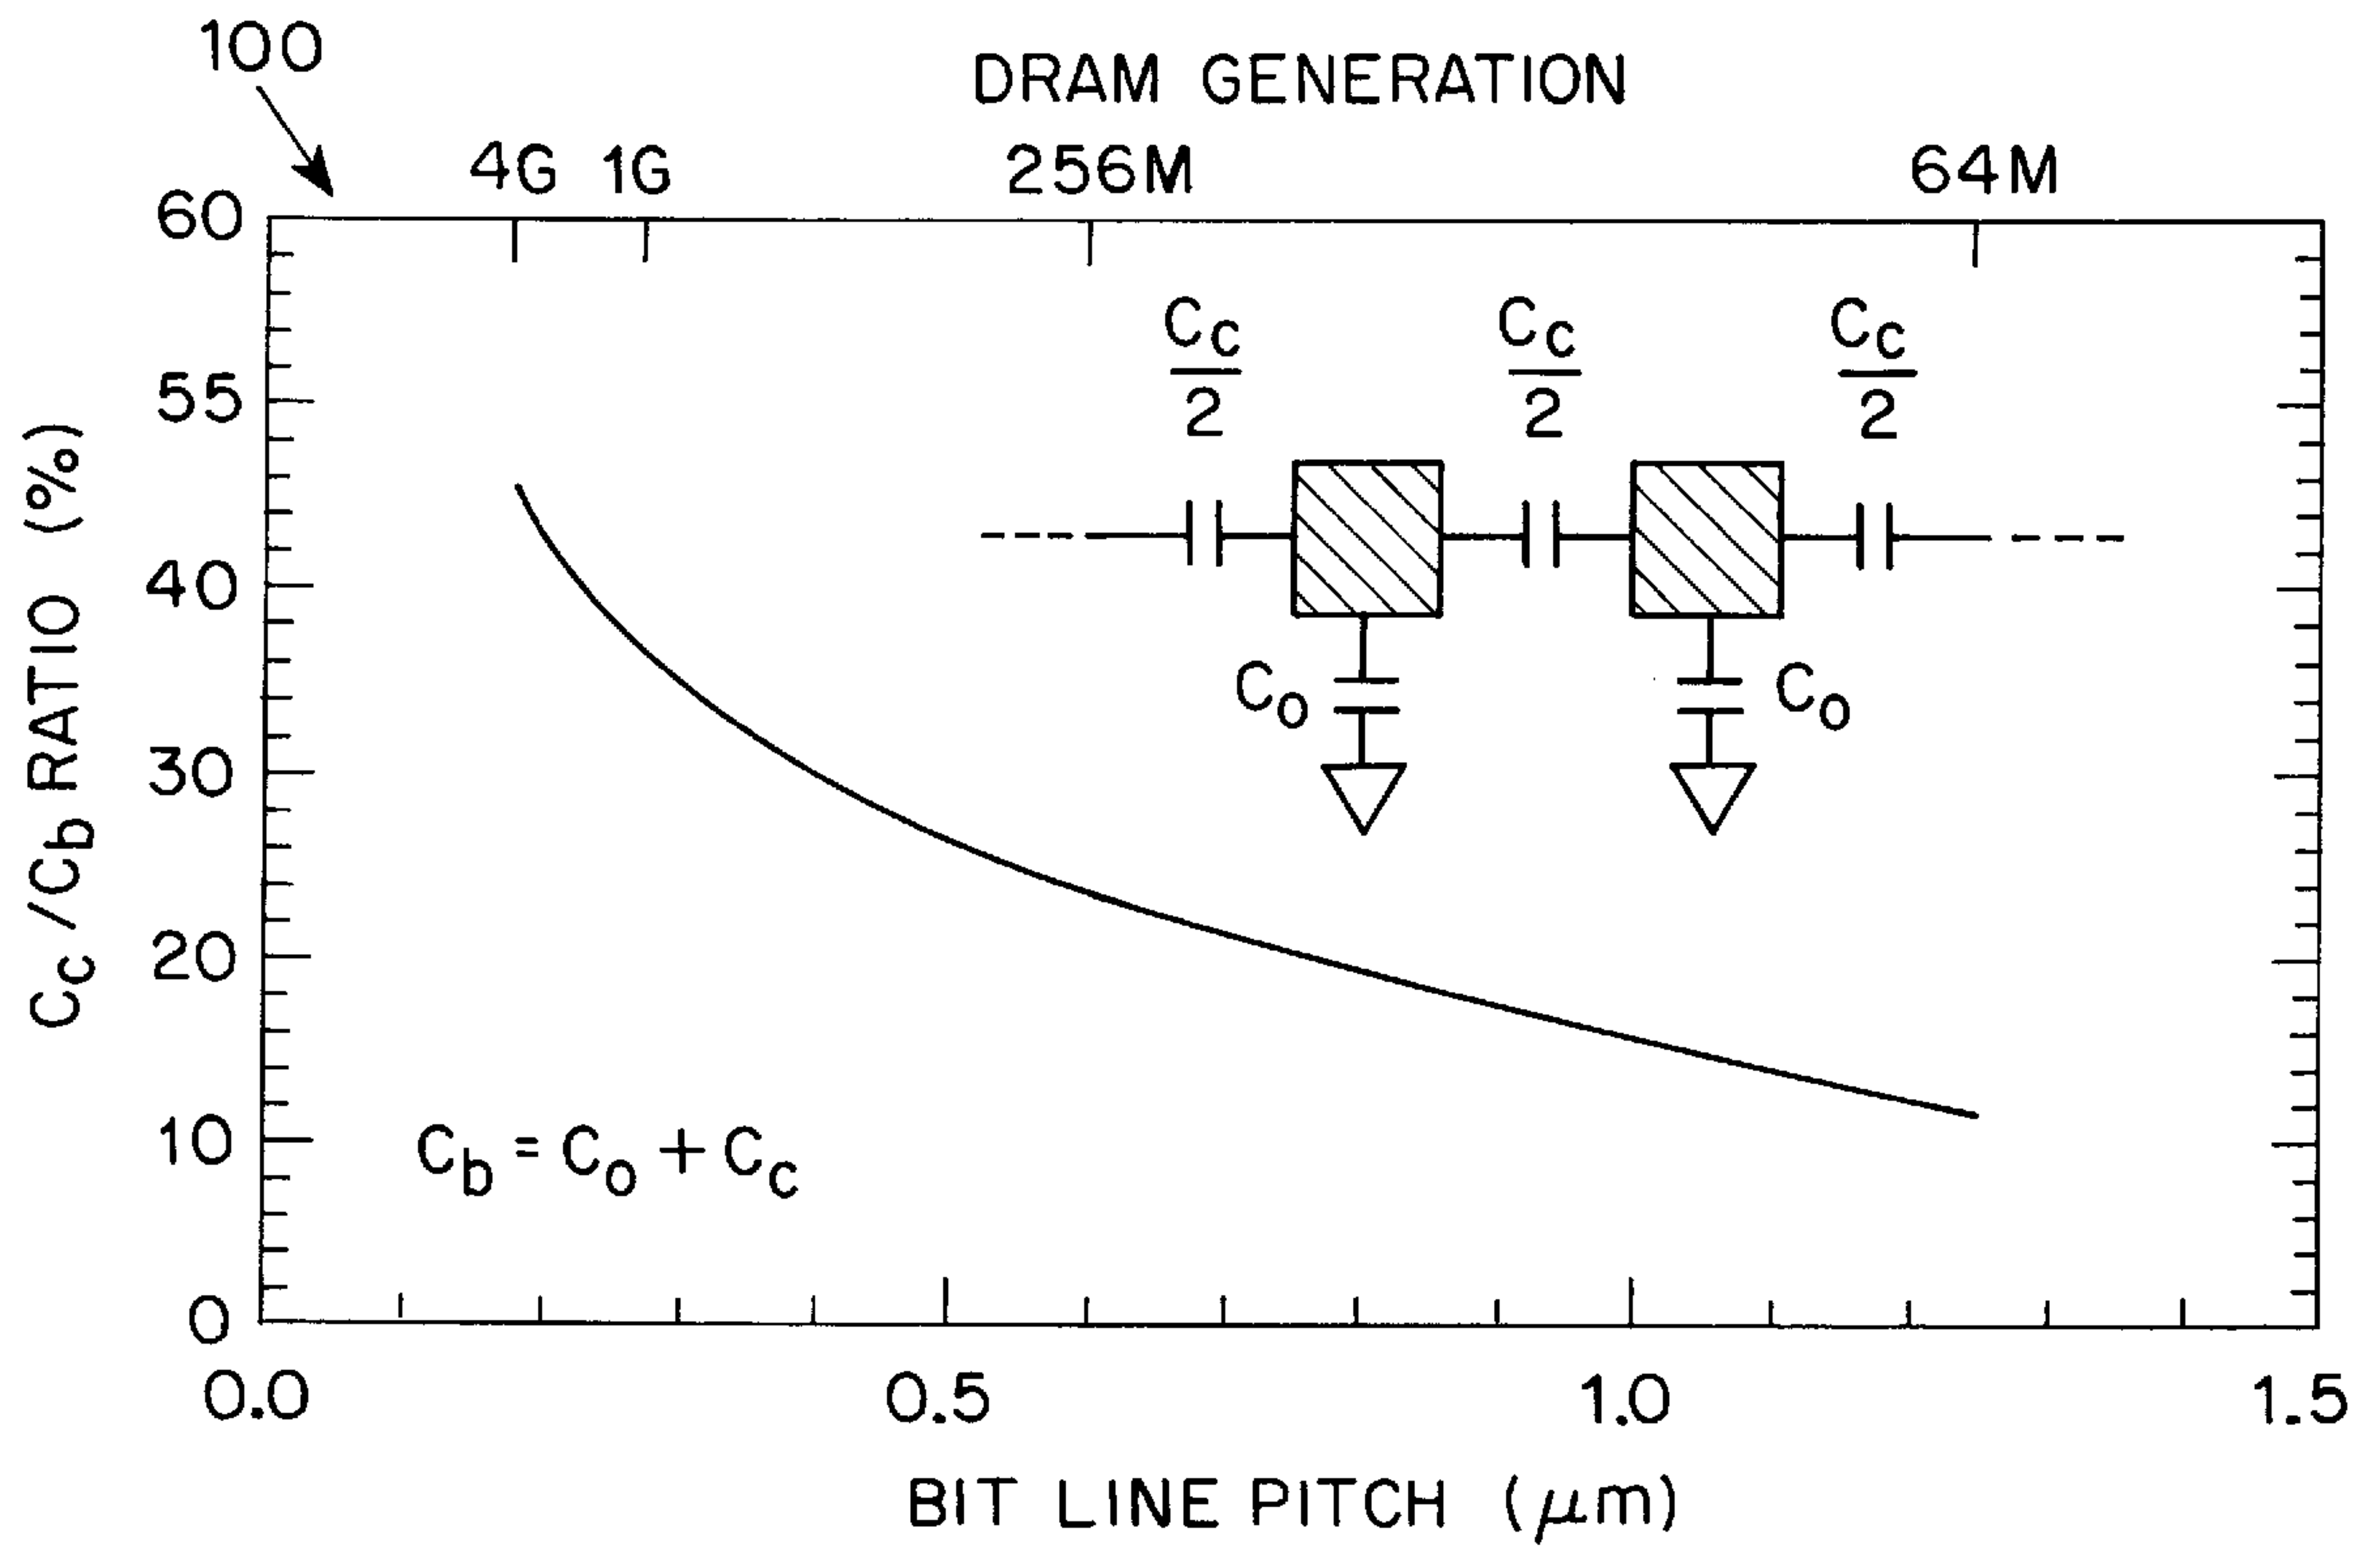 100
DRAM GENERATION
4G 1G 256M 64M
60
55
40
30
20
10
0
Cc/Cb RATIO (%)
Cc/2 Cc/2 Cc/2
Co Co
Cb = Co + Cc
0.0 0.5 1.0 1.5
BIT LINE PITCH (μm)